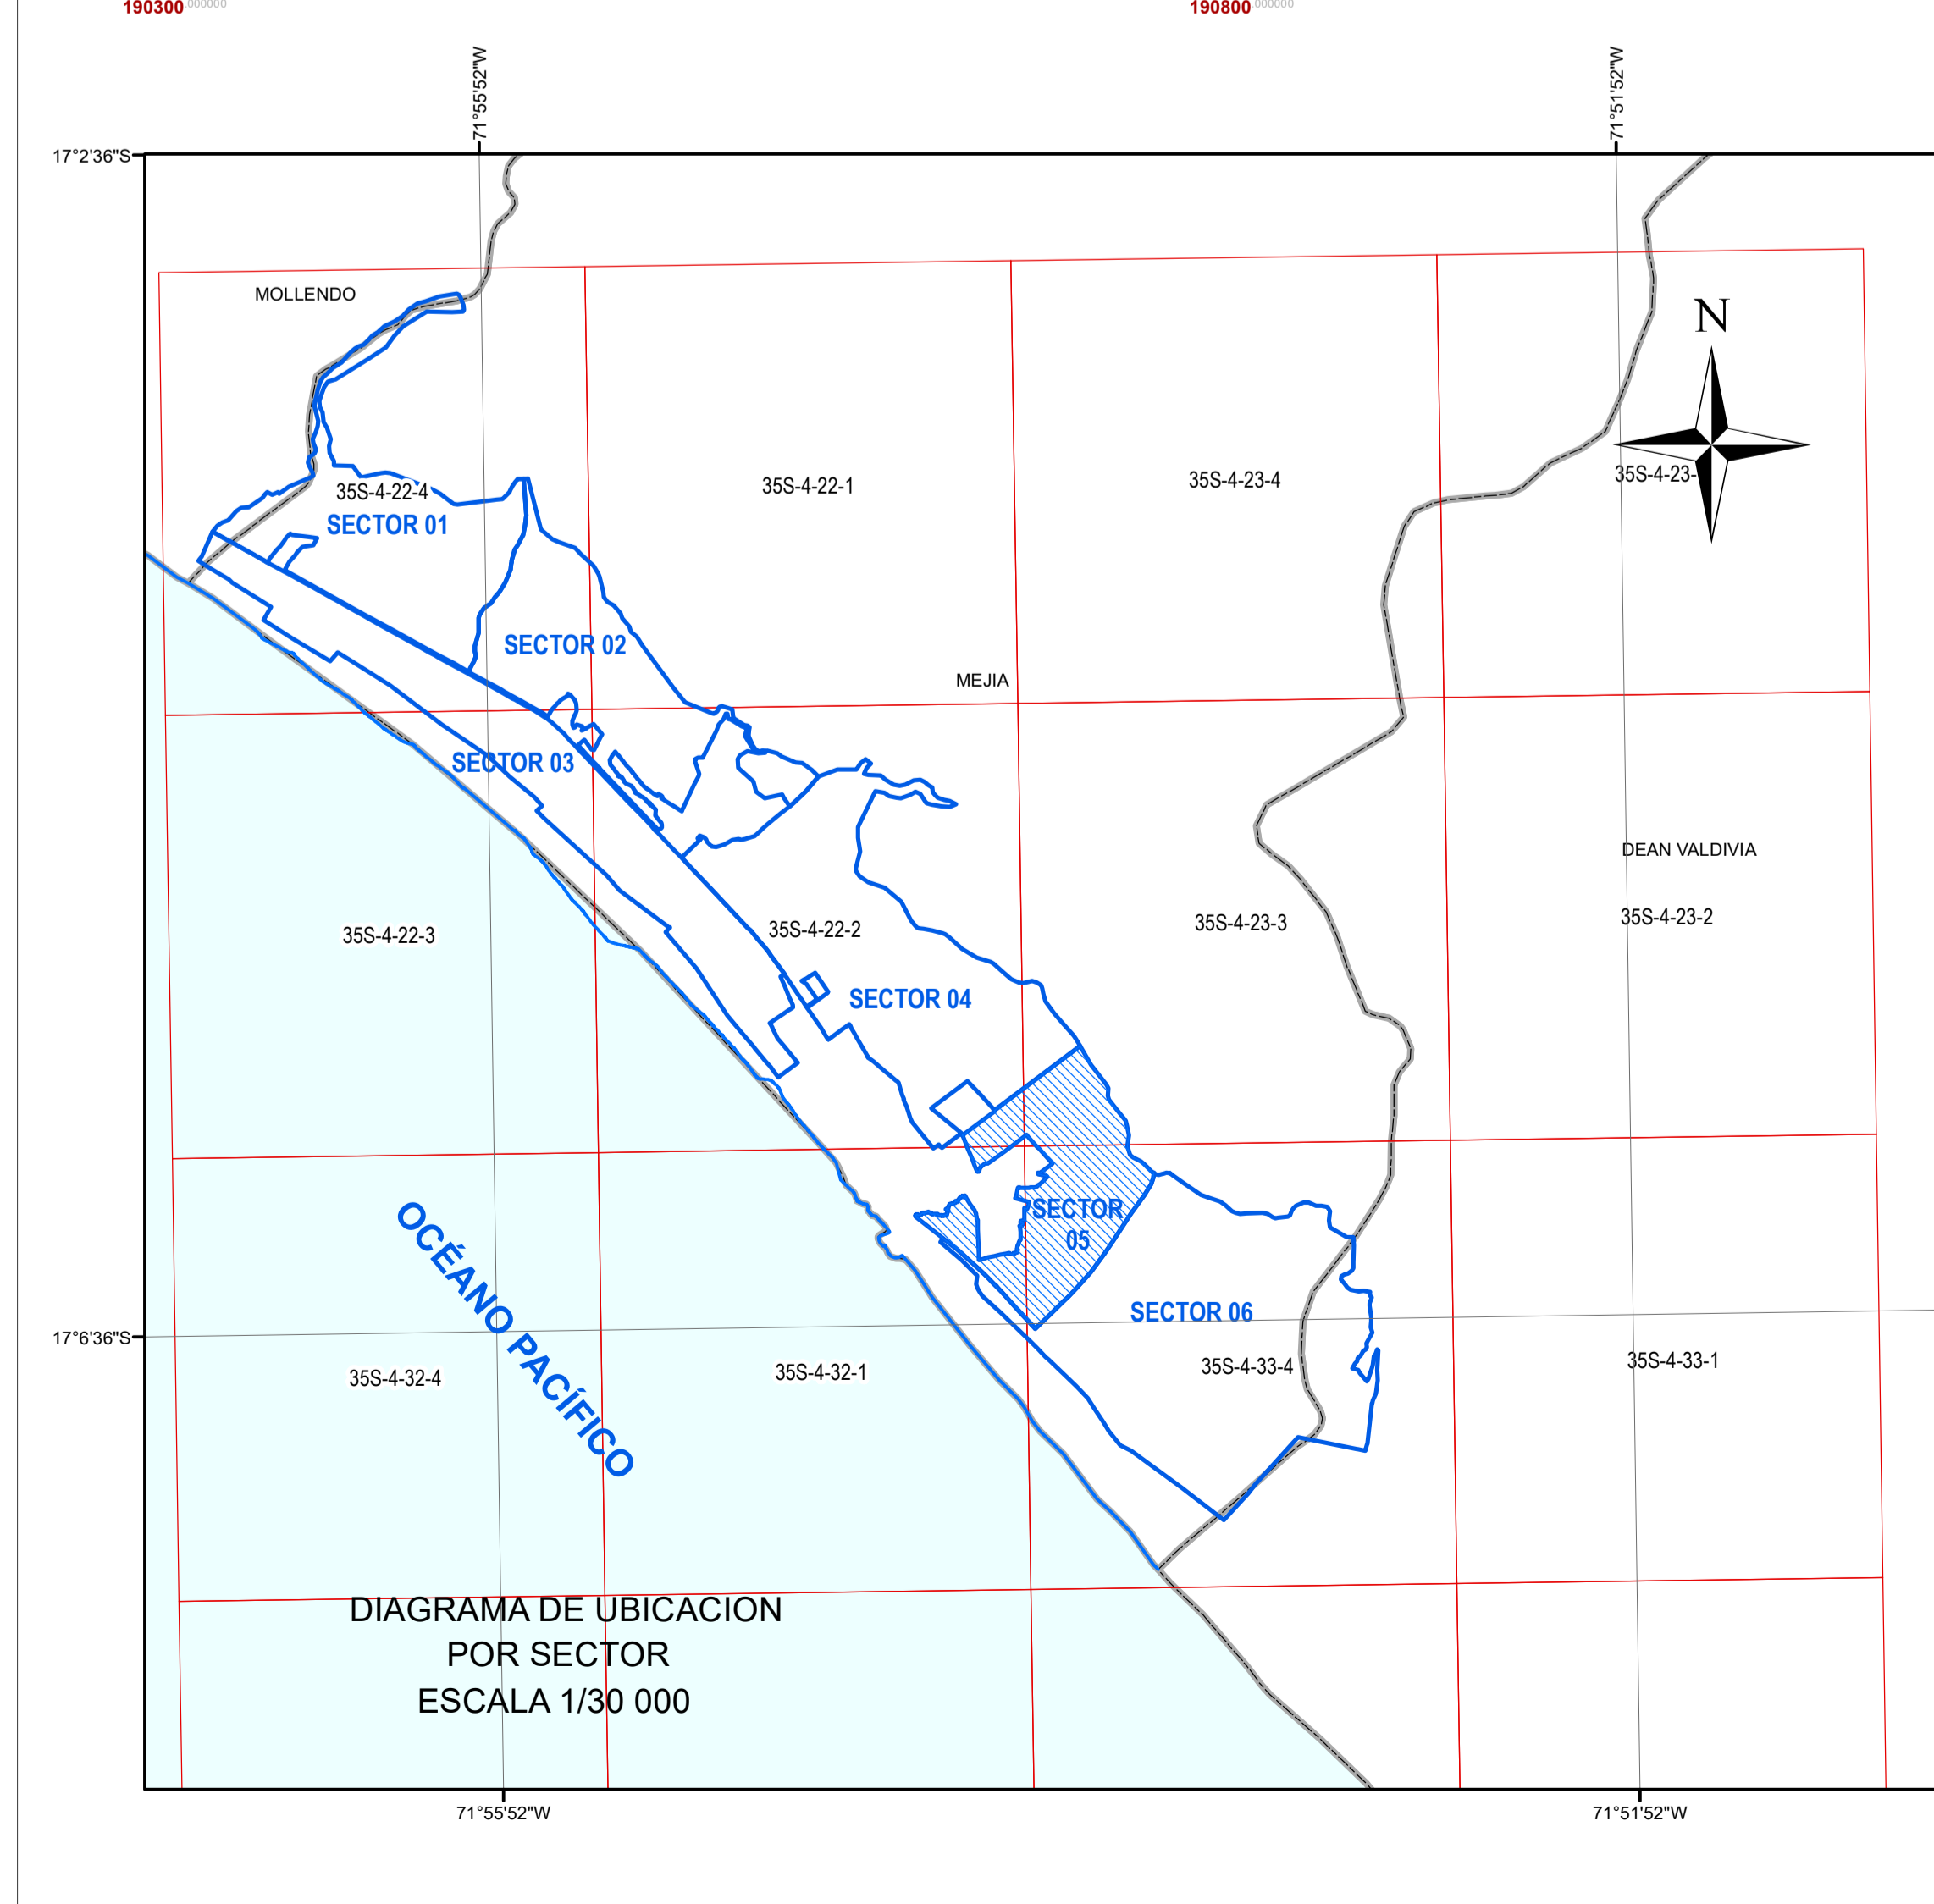 190300.000000
190800.000000
71°55'52"W
71°51'52"W
17°2'36"S
MOLLENDO
N
35S-4-22-4
35S-4-22-1
35S-4-23-4
35S-4-23-
SECTOR 01
SECTOR 02
MEJIA
SECTOR 03
DEAN VALDIVIA
35S-4-22-3
35S-4-22-2
35S-4-23-3
35S-4-23-2
SECTOR 04
SECTOR
05
OCÉANO PACÍFICO
SECTOR 06
17°6'36"S
35S-4-32-4
35S-4-32-1
35S-4-33-4
35S-4-33-1
DIAGRAMA DE UBICACION
POR SECTOR
ESCALA 1/30 000
71°55'52"W
71°51'52"W